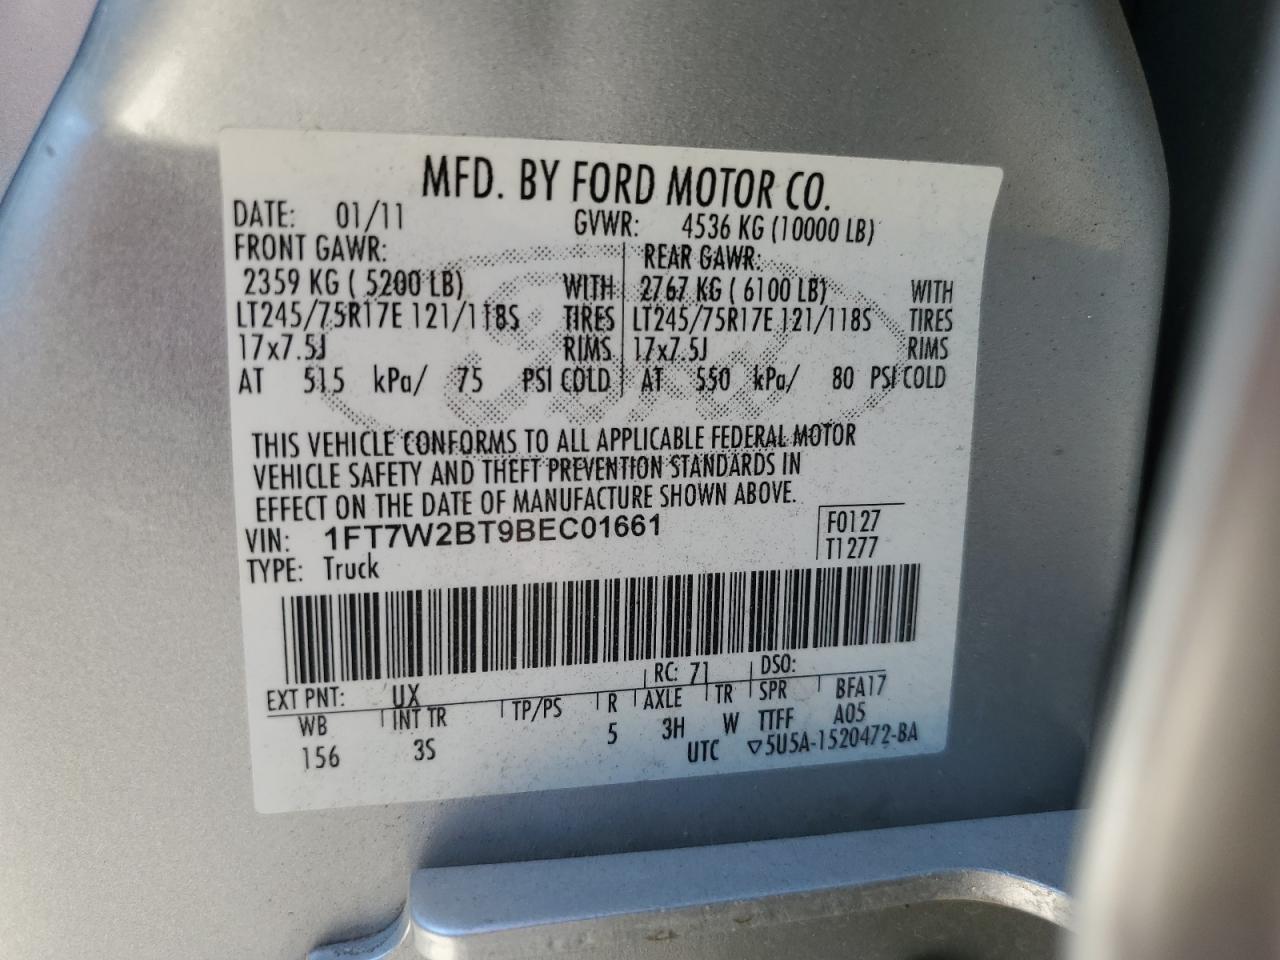 MFD. BY FORD MOTOR CO.
DATE: 01/11 GVWR: 4536 KG (10000 LB)
FRONT GAWR: REAR GAWR:
2359 KG ( 5200 LB) WITH 2767 KG ( 6100 LB) WITH
LT245/75R17E 121/118S TIRES LT245/75R17E 121/118S TIRES
17x7.5J RIMS 17x7.5J RIMS
AT 515 kPa/ 75 PSI COLD AT 550 kPa/ 80 PSI COLD
THIS VEHICLE CONFORMS TO ALL APPLICABLE FEDERAL MOTOR
VEHICLE SAFETY AND THEFT PREVENTION STANDARDS IN
EFFECT ON THE DATE OF MANUFACTURE SHOWN ABOVE.
VIN: 1FT7W2BT9BEC01661 F0127
TYPE: Truck T1277
EXT PNT: UX RC: 71 DSO:
WB INT TR TP/PS R AXLE TR SPR BFA17
156 3S 5 3H W TTFF A05
UTC ▽5U5A-1520472-BA